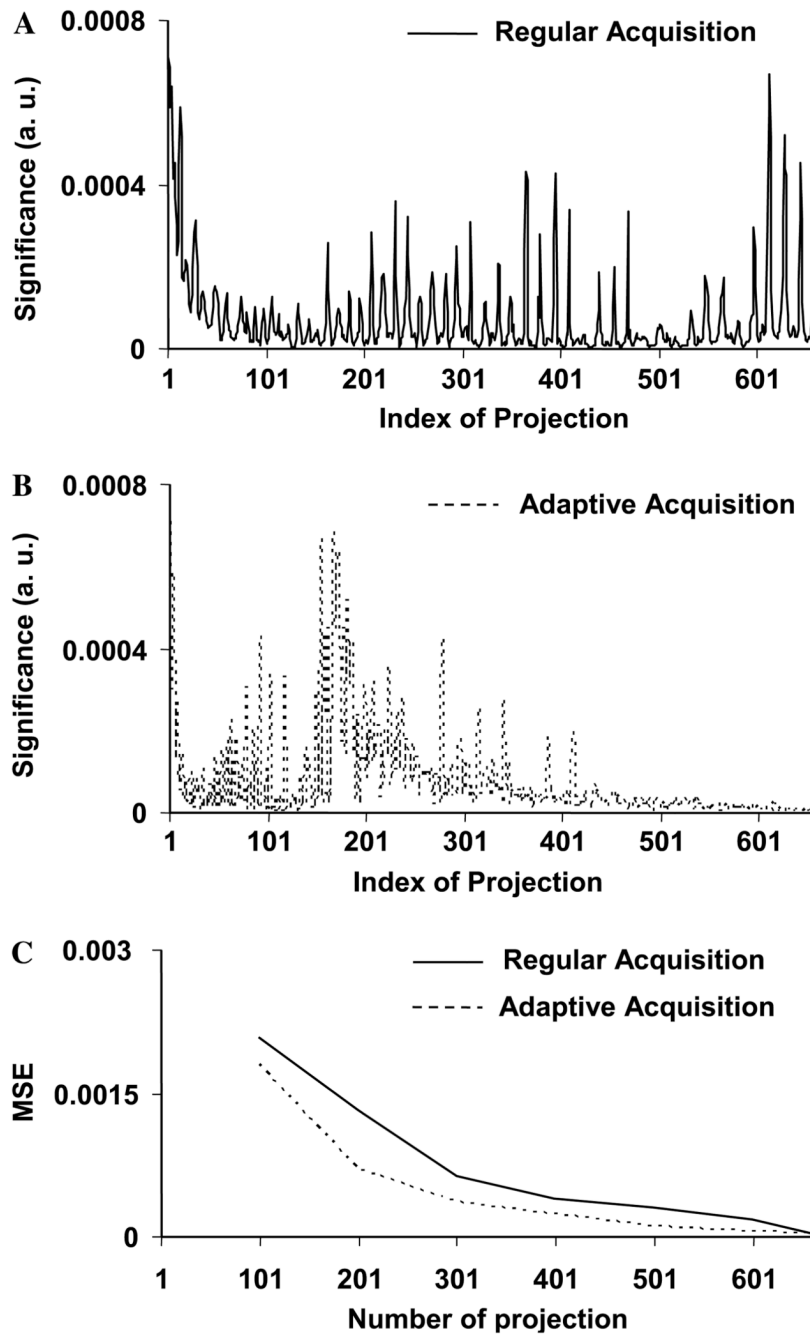 A
0.0008
Regular Acquisition
Significance (a. u.)
0.0004
0
1 101 201 301 401 501 601
Index of Projection
B
0.0008
Adaptive Acquisition
Significance (a. u.)
0.0004
0
1 101 201 301 401 501 601
Index of Projection
C
0.003
Regular Acquisition
Adaptive Acquisition
MSE
0.0015
0
1 101 201 301 401 501 601
Number of projection